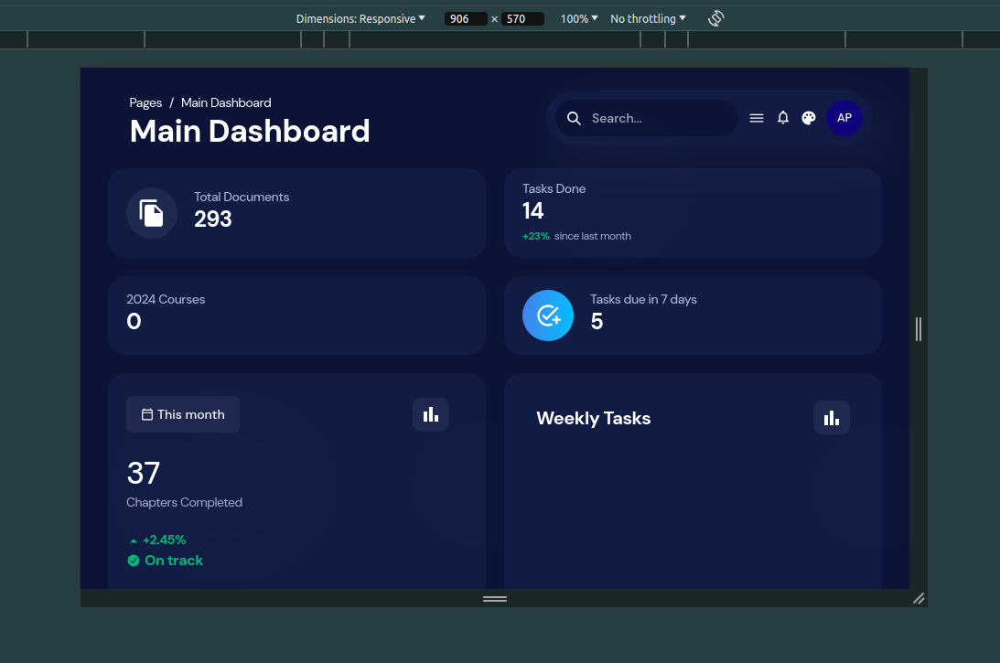 Dimensions: Responsive 906 × 570 100% No throttling
Pages / Main Dashboard
Main Dashboard
Search...
AP
Total Documents
293
Tasks Done
14
+23% since last month
2024 Courses
0
Tasks due in 7 days
5
This month
37
Chapters Completed
+2.45%
On track
Weekly Tasks